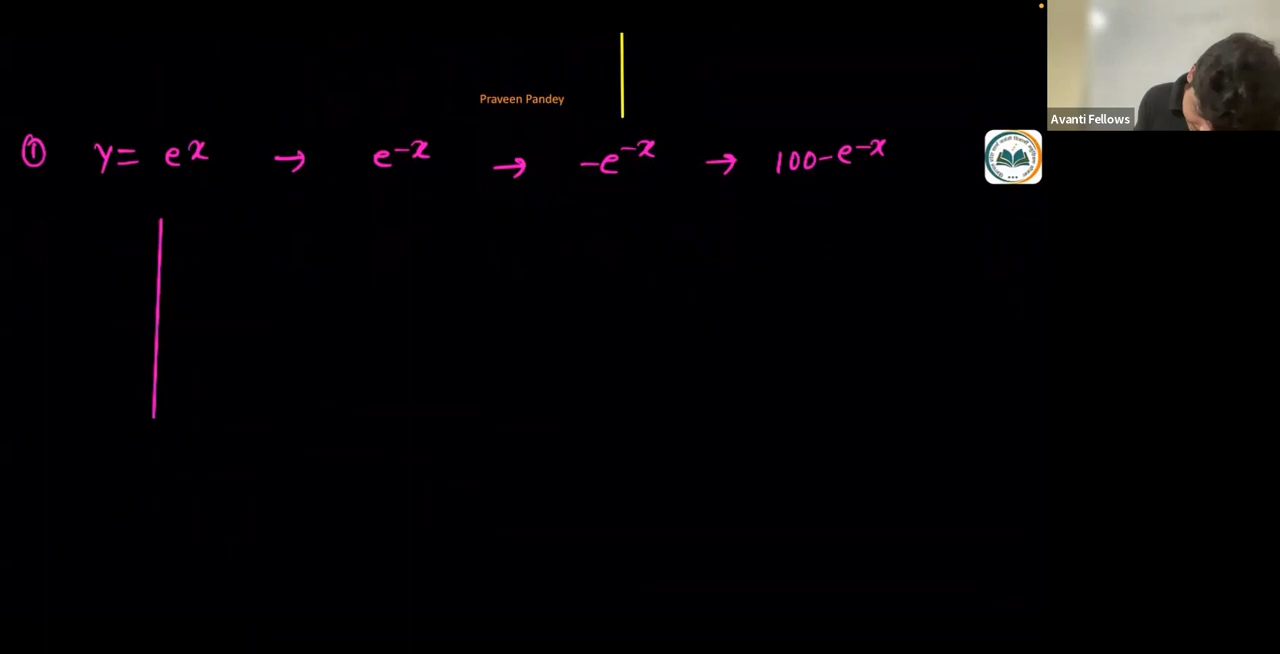 Praveen Pandey
Avanti Fellows
① y = e^x → e^-x → -e^-x → 100-e^-x